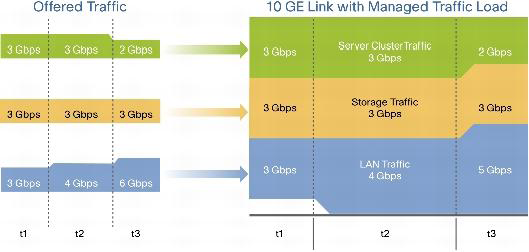 Offered Traffic
10 GE Link with Managed Traffic Load
3 Gbps 3 Gbps 2 Gbps
3 Gbps 3 Gbps 3 Gbps
3 Gbps 4 Gbps 6 Gbps
t1 t2 t3
3 Gbps
Server Cluster Traffic
3 Gbps
2 Gbps
3 Gbps
Storage Traffic
3 Gbps
3 Gbps
3 Gbps
LAN Traffic
4 Gbps
5 Gbps
t1 t2 t3